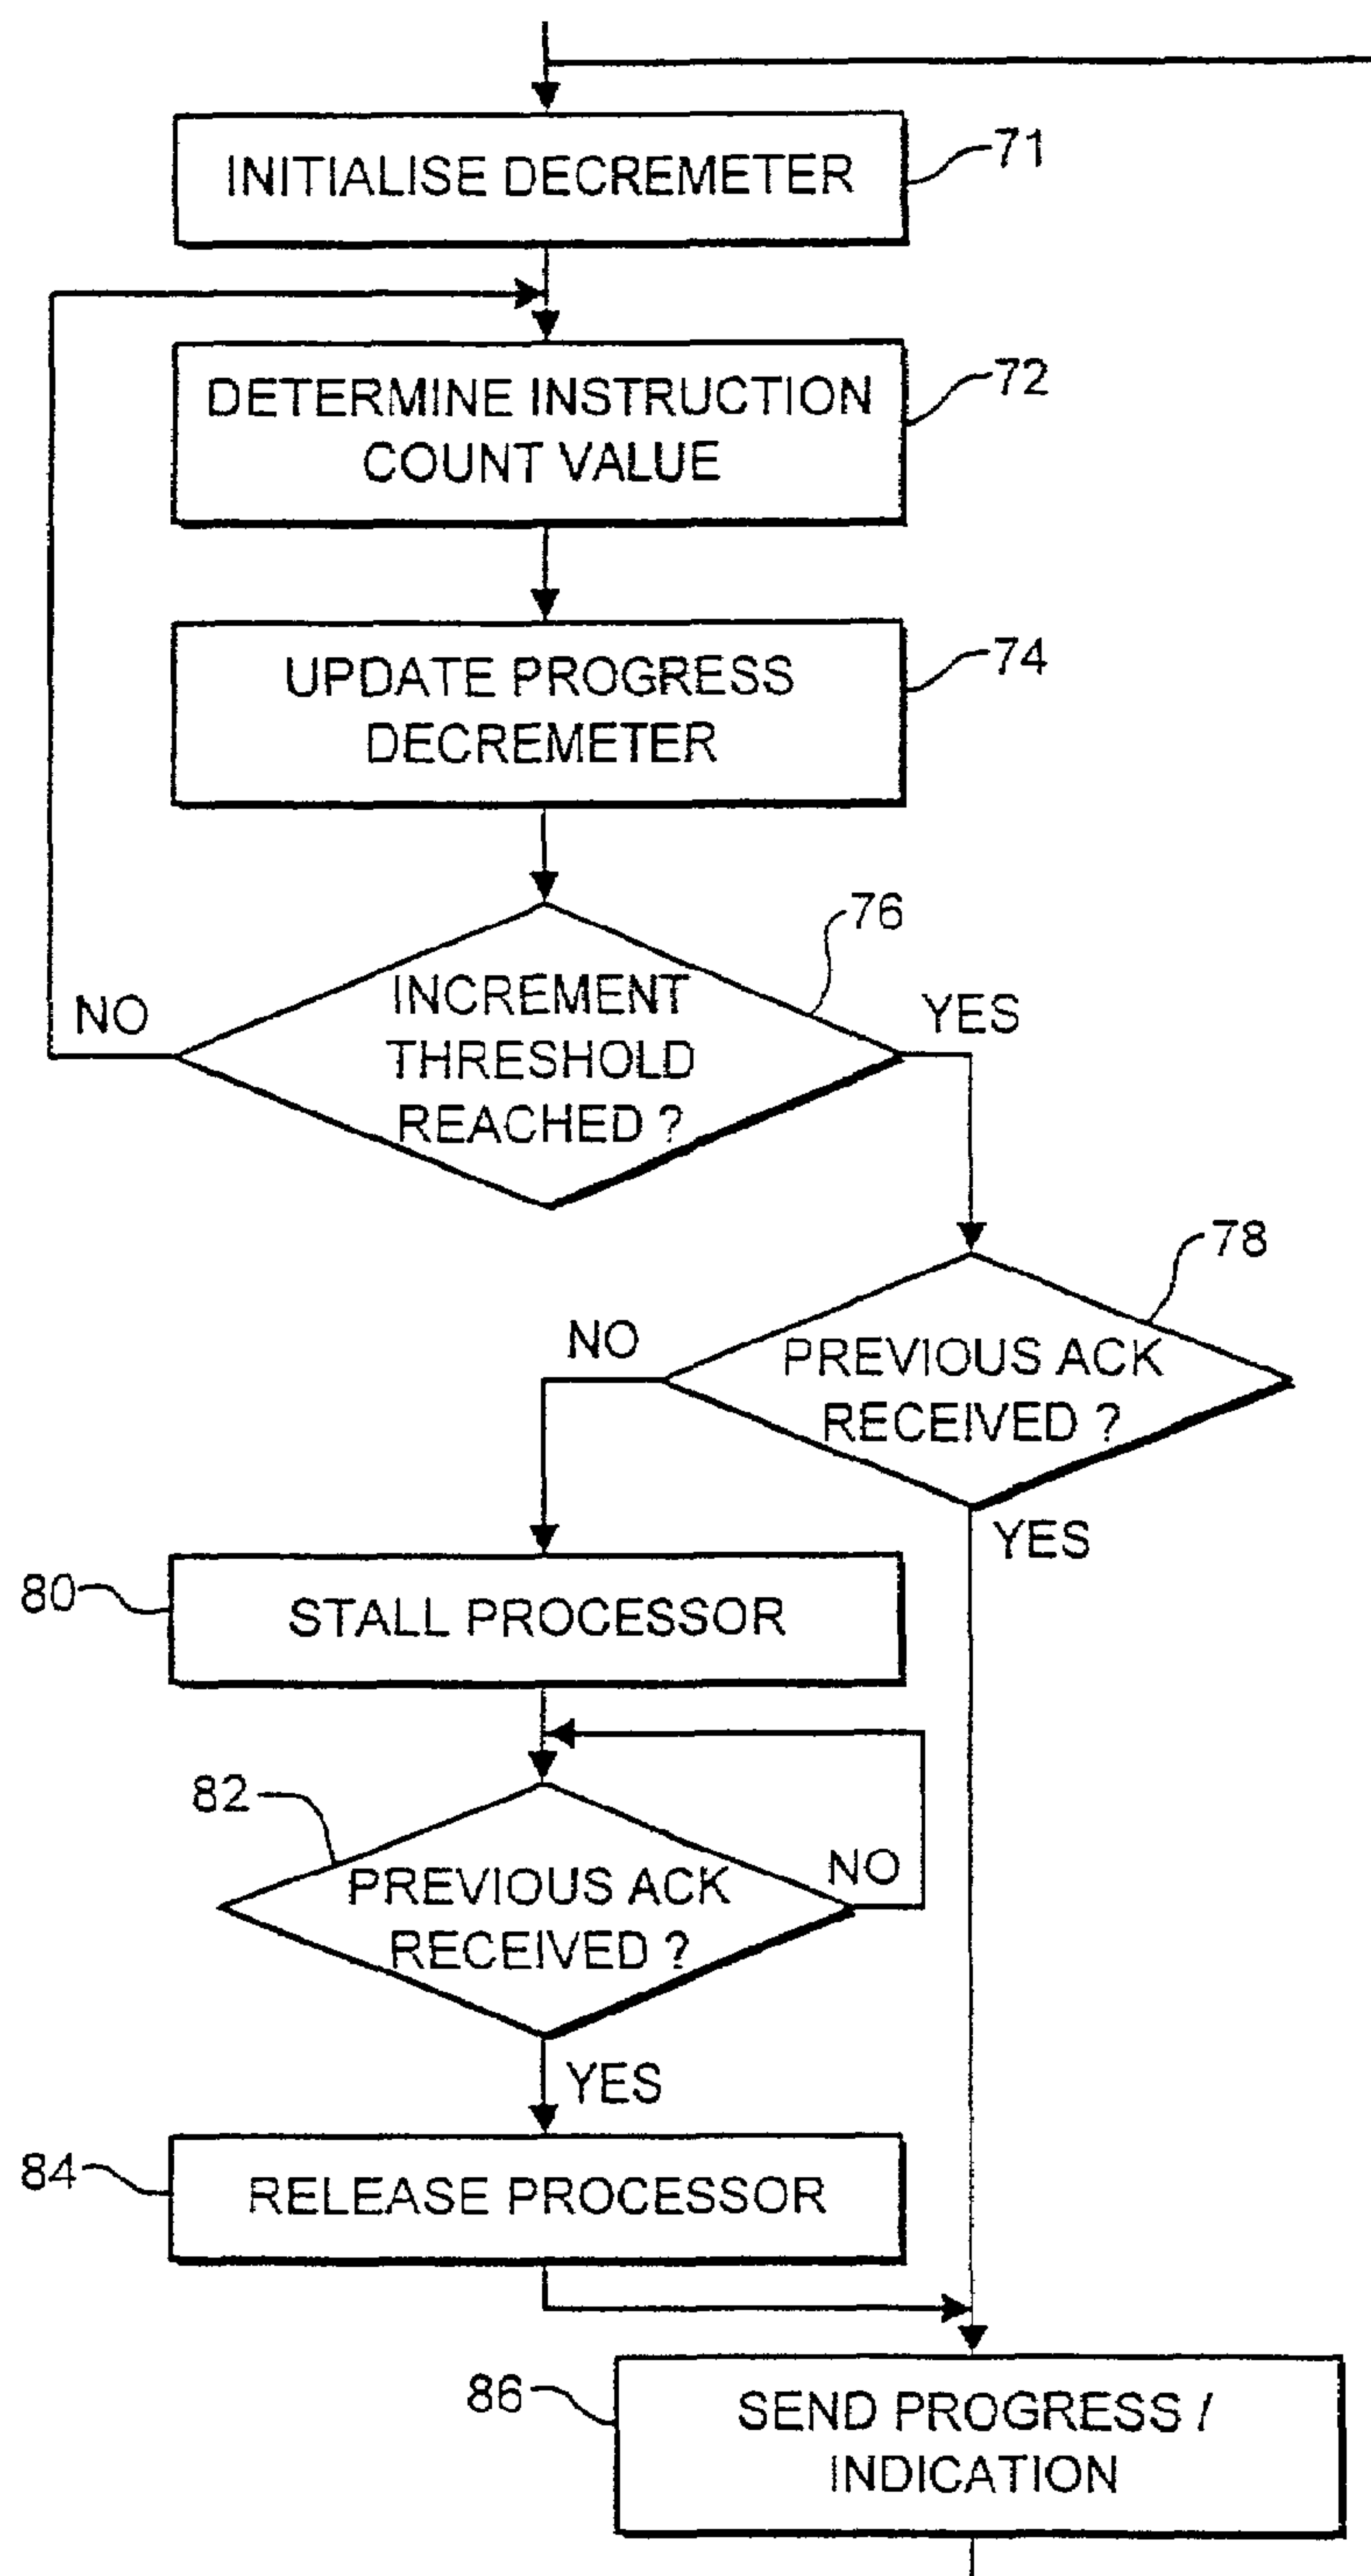 INITIALISE DECREMETER
71
DETERMINE INSTRUCTION
COUNT VALUE
72
UPDATE PROGRESS
DECREMETER
74
76
INCREMENT
THRESHOLD
REACHED ?
NO
YES
78
PREVIOUS ACK
RECEIVED ?
NO
YES
80
STALL PROCESSOR
82
PREVIOUS ACK
RECEIVED ?
NO
YES
84
RELEASE PROCESSOR
86
SEND PROGRESS /
INDICATION